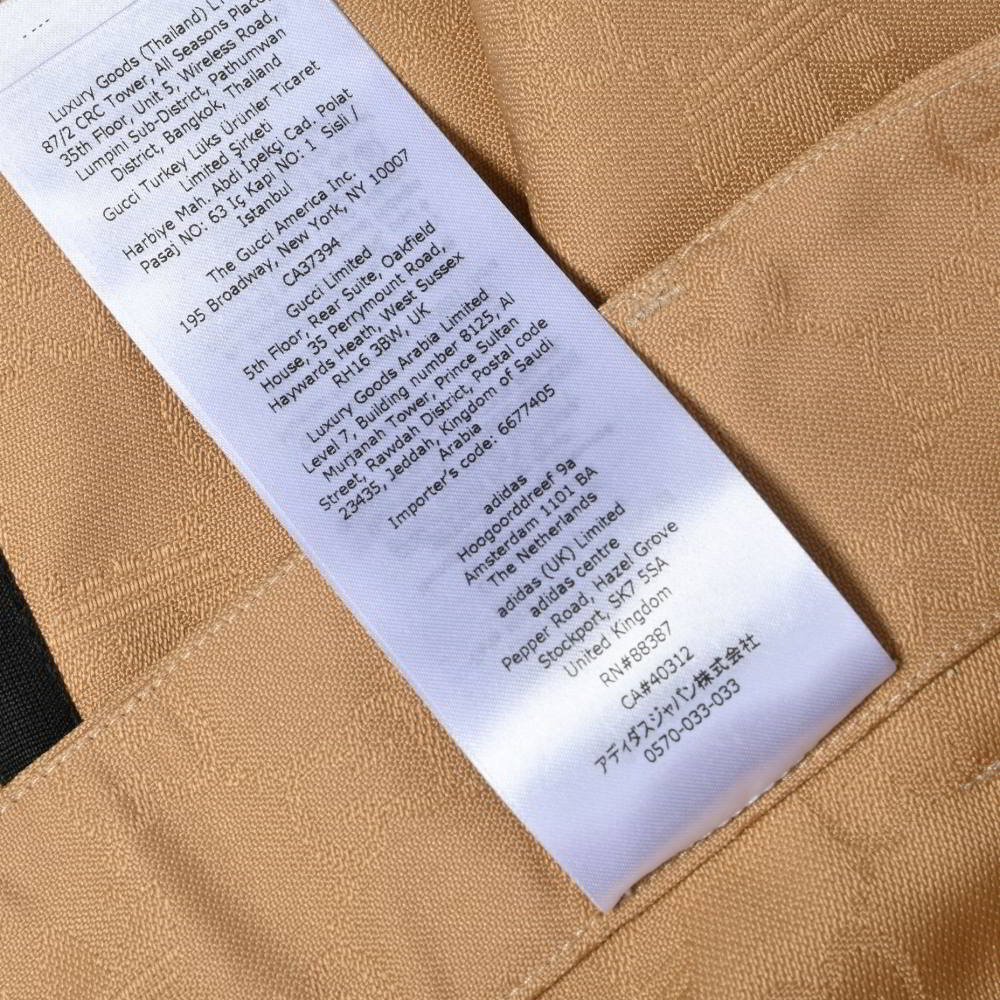 Luxury Goods (Thailand) LT
87/2 CRC Tower, All Seasons Place
35th Floor, Unit 5, Wireless Road,
Lumpini Sub-District, Pathumwan
District, Bangkok, Thailand
Gucci Turkey Lüks Ürünler Ticaret
Limited Şirketi
Harbiye Mah. Abdi Ipekçi Cad. Polat
Pasaj NO: 63 Iç Kapi NO: 1 Sisli /
Istanbul
The Gucci America Inc.
195 Broadway, New York, NY 10007
CA37394
Gucci Limited
5th Floor, Rear Suite, Oakfield
House, 35 Perrymount Road,
Haywards Heath, West Sussex
RH16 3BW, UK
Luxury Goods Arabia Limited
Level 7, Building number 8125, Al
Murjanah Tower, Prince Sultan
Street, Rawdah District, Postal code
23435, Jeddah, Kingdom of Saudi
Arabia
Importer's code: 6677405
adidas
Hoogoorddreef 9a
Amsterdam 1101 BA
The Netherlands
adidas (UK) Limited
adidas centre
Pepper Road, Hazel Grove
Stockport, SK7 5SA
United Kingdom
RN#88387
CA#40312
アディダスジャパン株式会社
0570-033-033